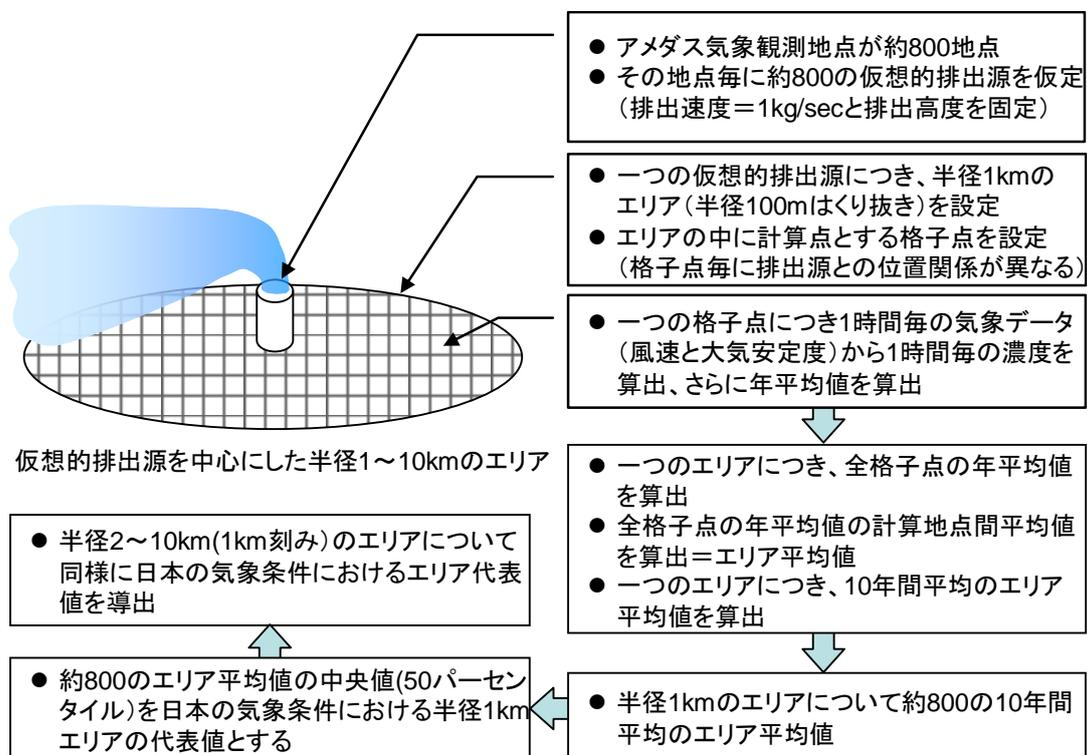 ● アメダス気象観測地点が約800地点
● その地点毎に約800の仮想的排出源を仮定
（排出速度＝1kg/secと排出高度を固定）
● 一つの仮想的排出源につき、半径1kmの
エリア（半径100mはくり抜き）を設定
● エリアの中に計算点とする格子点を設定
（格子点毎に排出源との位置関係が異なる）
● 一つの格子点につき1時間毎の気象データ
（風速と大気安定度）から1時間毎の濃度を
算出、さらに年平均値を算出
仮想的排出源を中心にした半径1～10kmのエリア
● 一つのエリアにつき、全格子点の年平均値
を算出
● 全格子点の年平均値の計算地点間平均値
を算出＝エリア平均値
● 一つのエリアにつき、10年間平均のエリア
平均値を算出
● 半径1kmのエリアについて約800の10年間
平均のエリア平均値
● 約800のエリア平均値の中央値(50パーセン
タイル）を日本の気象条件における半径1km
エリアの代表値とする
● 半径2～10km(1km刻み）のエリアについて
同様に日本の気象条件におけるエリア代表
値を導出